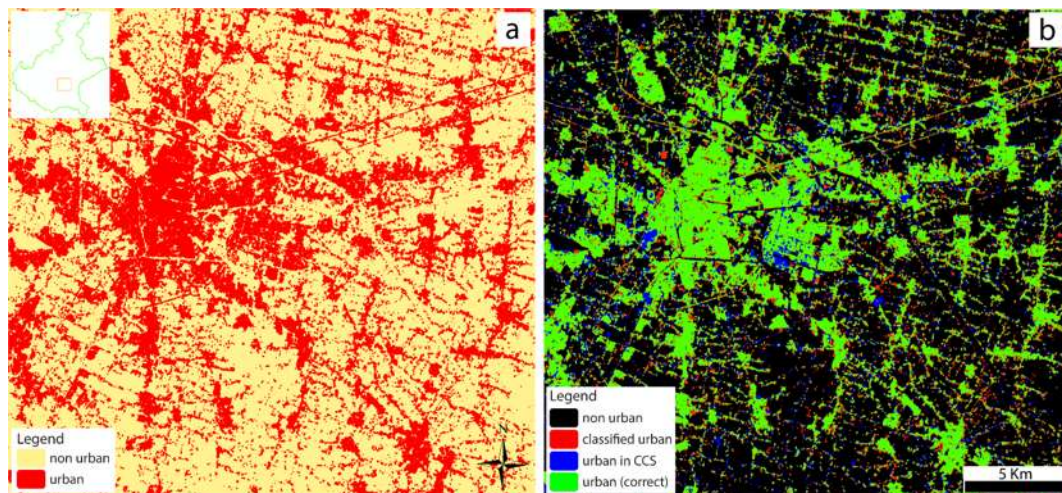 a
Legend
non urban
urban
N
b
Legend
non urban
classified urban
urban in CCS
urban (correct)
5 Km